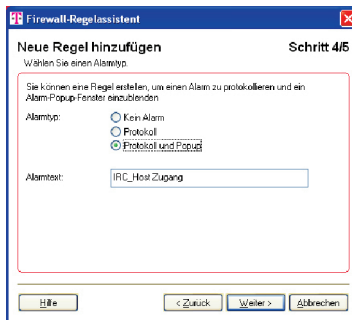 T Firewall-Regelassistent
Neue Regel hinzufügen
Schritt 4/5
Wählen Sie einen Alarmtyp.
Sie können eine Regel erstellen, um einen Alarm zu protokollieren und ein
Alarm-Popup-Fenster einzublenden
Alarmtyp:
Kein Alarm
Protokoll
Protokoll und Popup
Alarmtext:
IRC_Host Zugang
Hilfe
< Zurück
Weiter >
Abbrechen